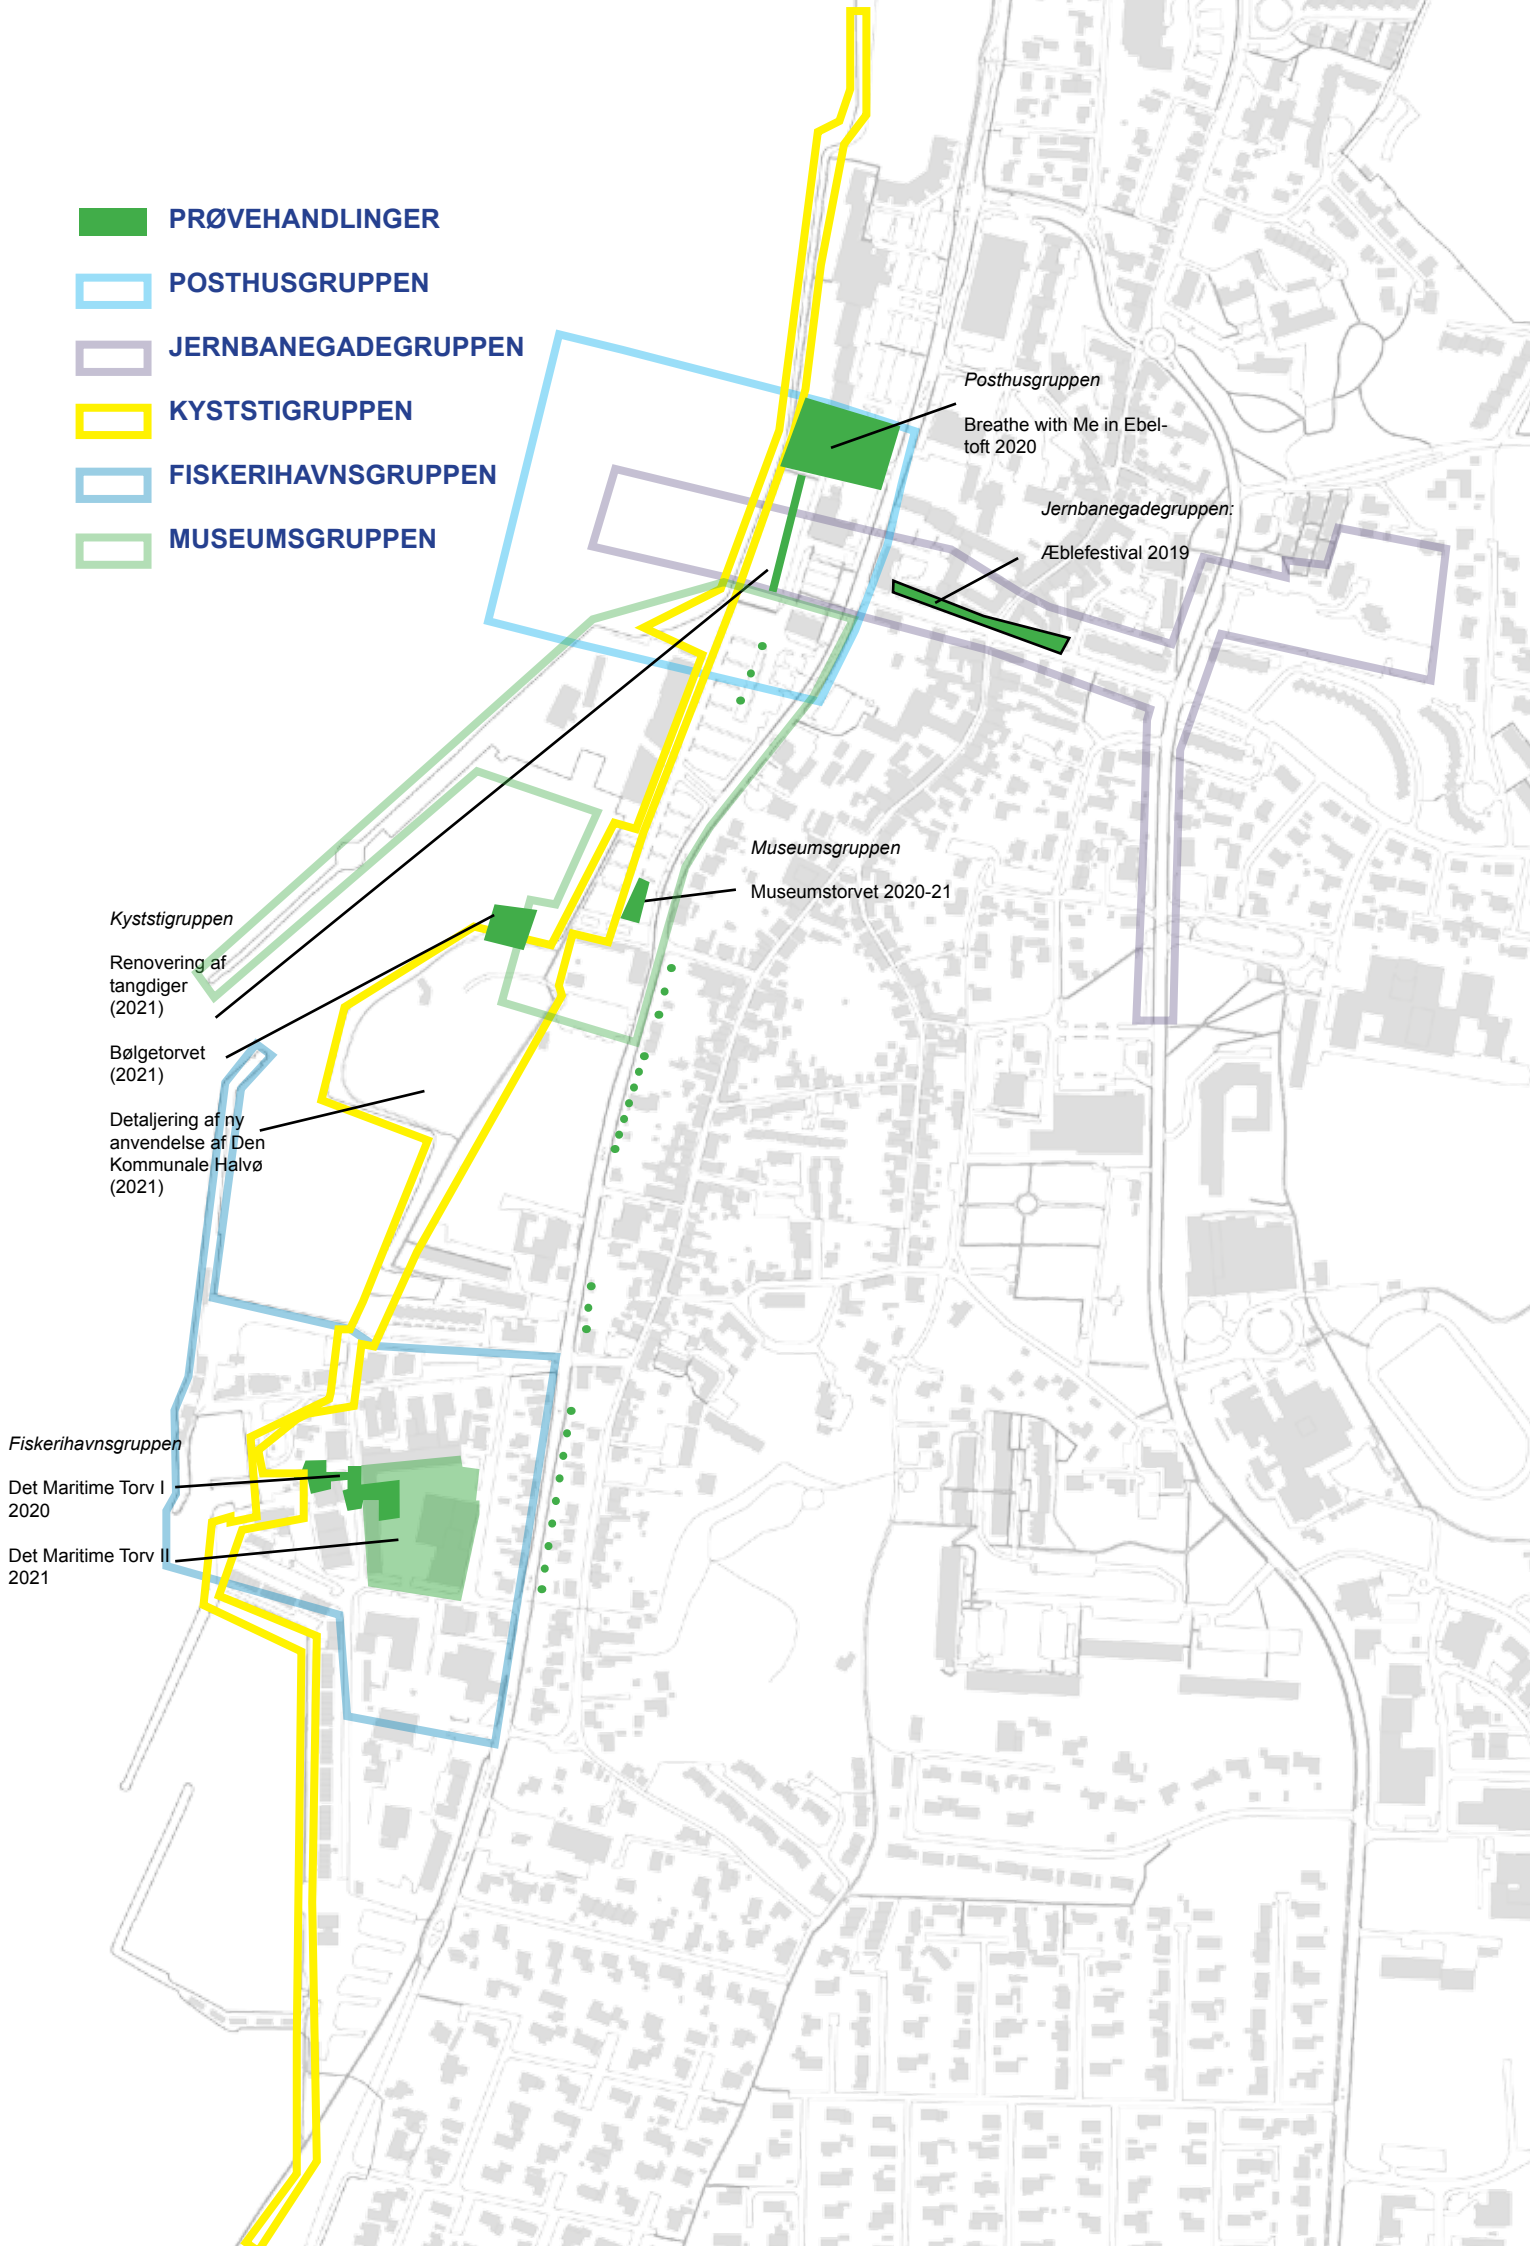 PRØVEHANDLINGER
POSTHUSGRUPPEN
JERNBANEGADEGRUPPEN
KYSTSTIGRUPPEN
FISKERIHAVNSGRUPPEN
MUSEUMSGRUPPEN
Posthusgruppen
Breathe with Me in Ebel-
toft 2020
Jernbanegadegruppen:
Æblefestival 2019
Museumsgruppen
Museumstorvet 2020-21
Kyststigruppen
Renovering af
tangdiger
(2021)
Bølgetorvet
(2021)
Detaljering af ny
anvendelse af Den
Kommunale Halvø
(2021)
Fiskerihavnsgruppen
Det Maritime Torv I
2020
Det Maritime Torv II
2021